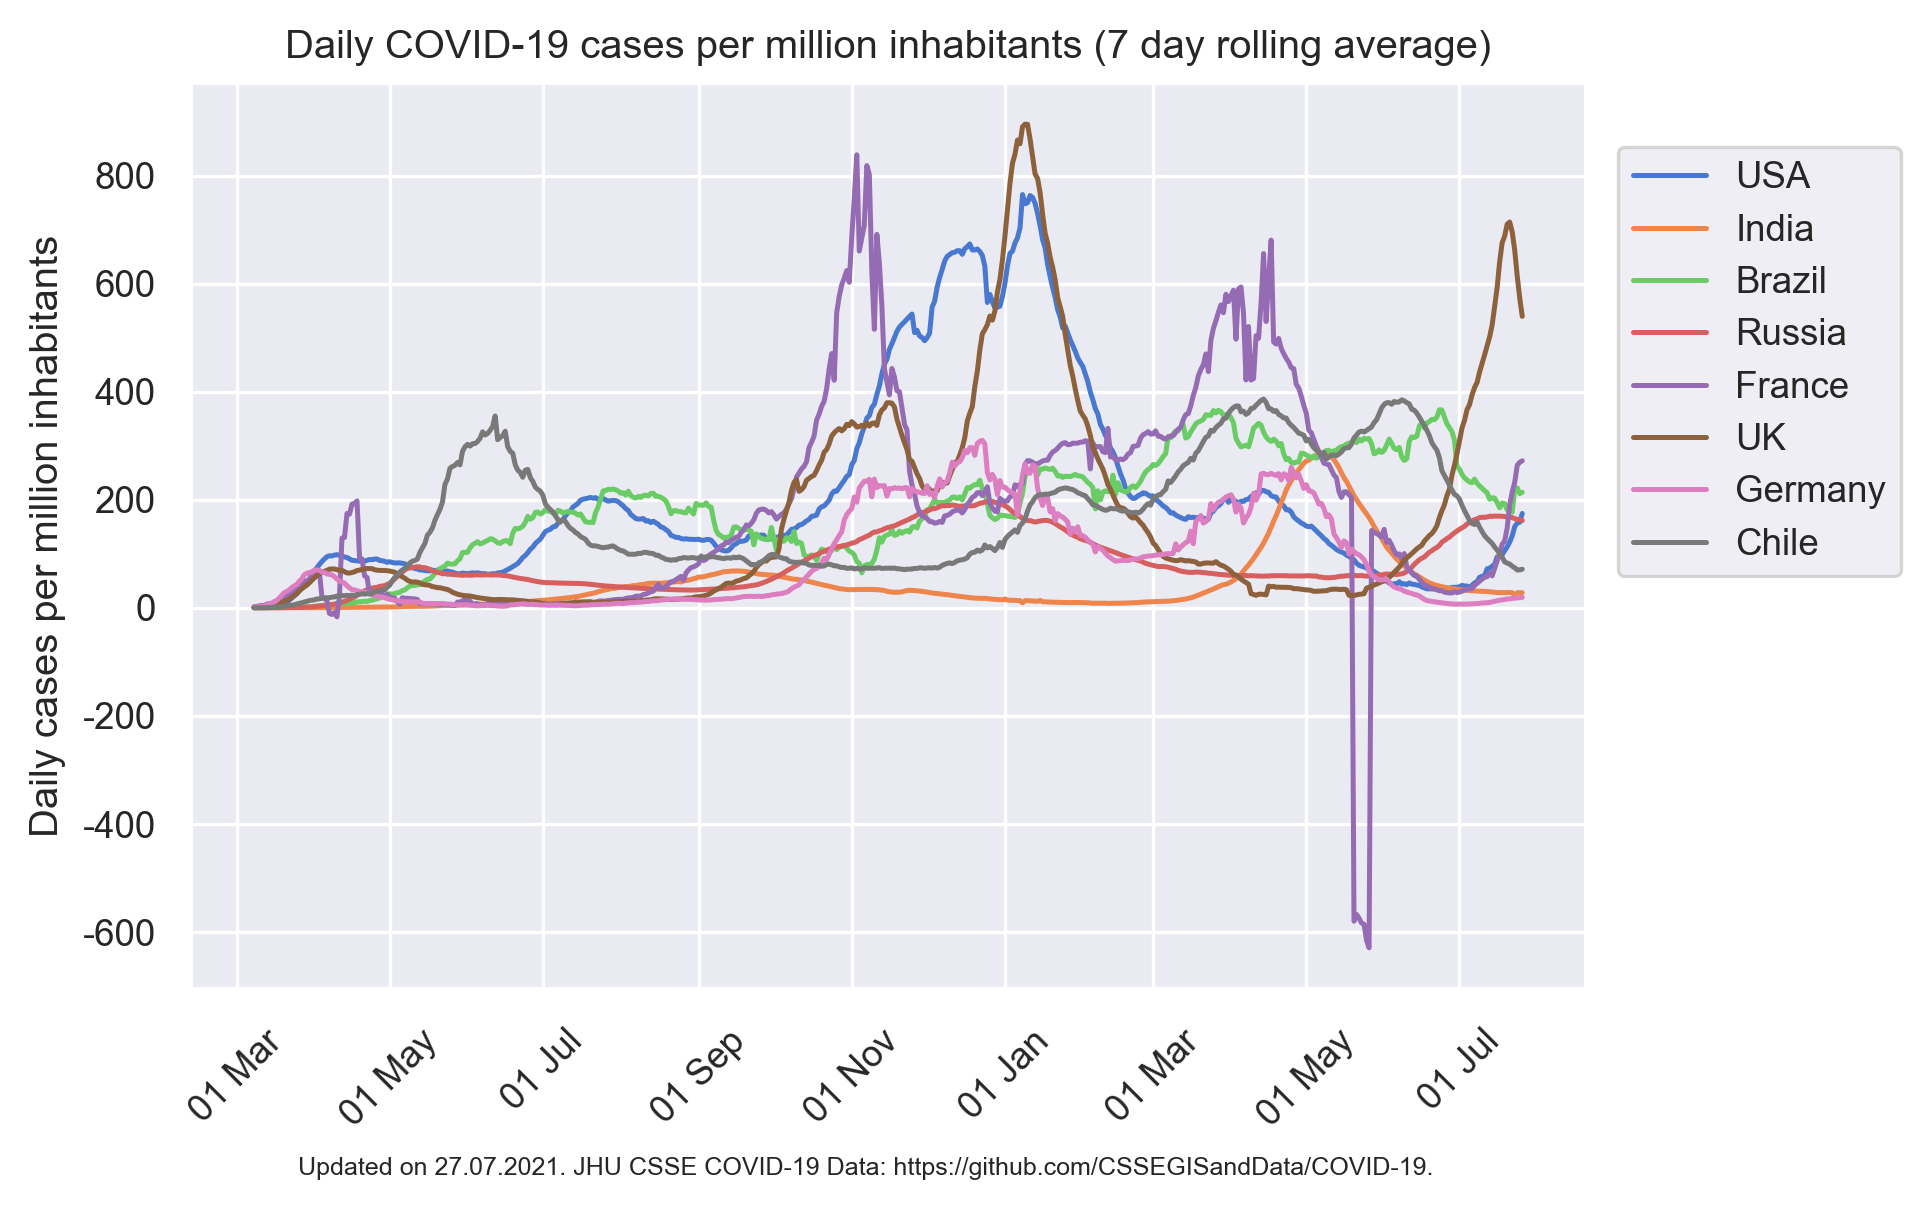 Daily COVID-19 cases per million inhabitants (7 day rolling average)
Daily cases per million inhabitants
800
600
400
200
0
-200
-400
-600
01 Mar
01 May
01 Jul
01 Sep
01 Nov
01 Jan
01 Mar
01 May
01 Jul
USA
India
Brazil
Russia
France
UK
Germany
Chile
Updated on 27.07.2021. JHU CSSE COVID-19 Data: https://github.com/CSSEGISandData/COVID-19.